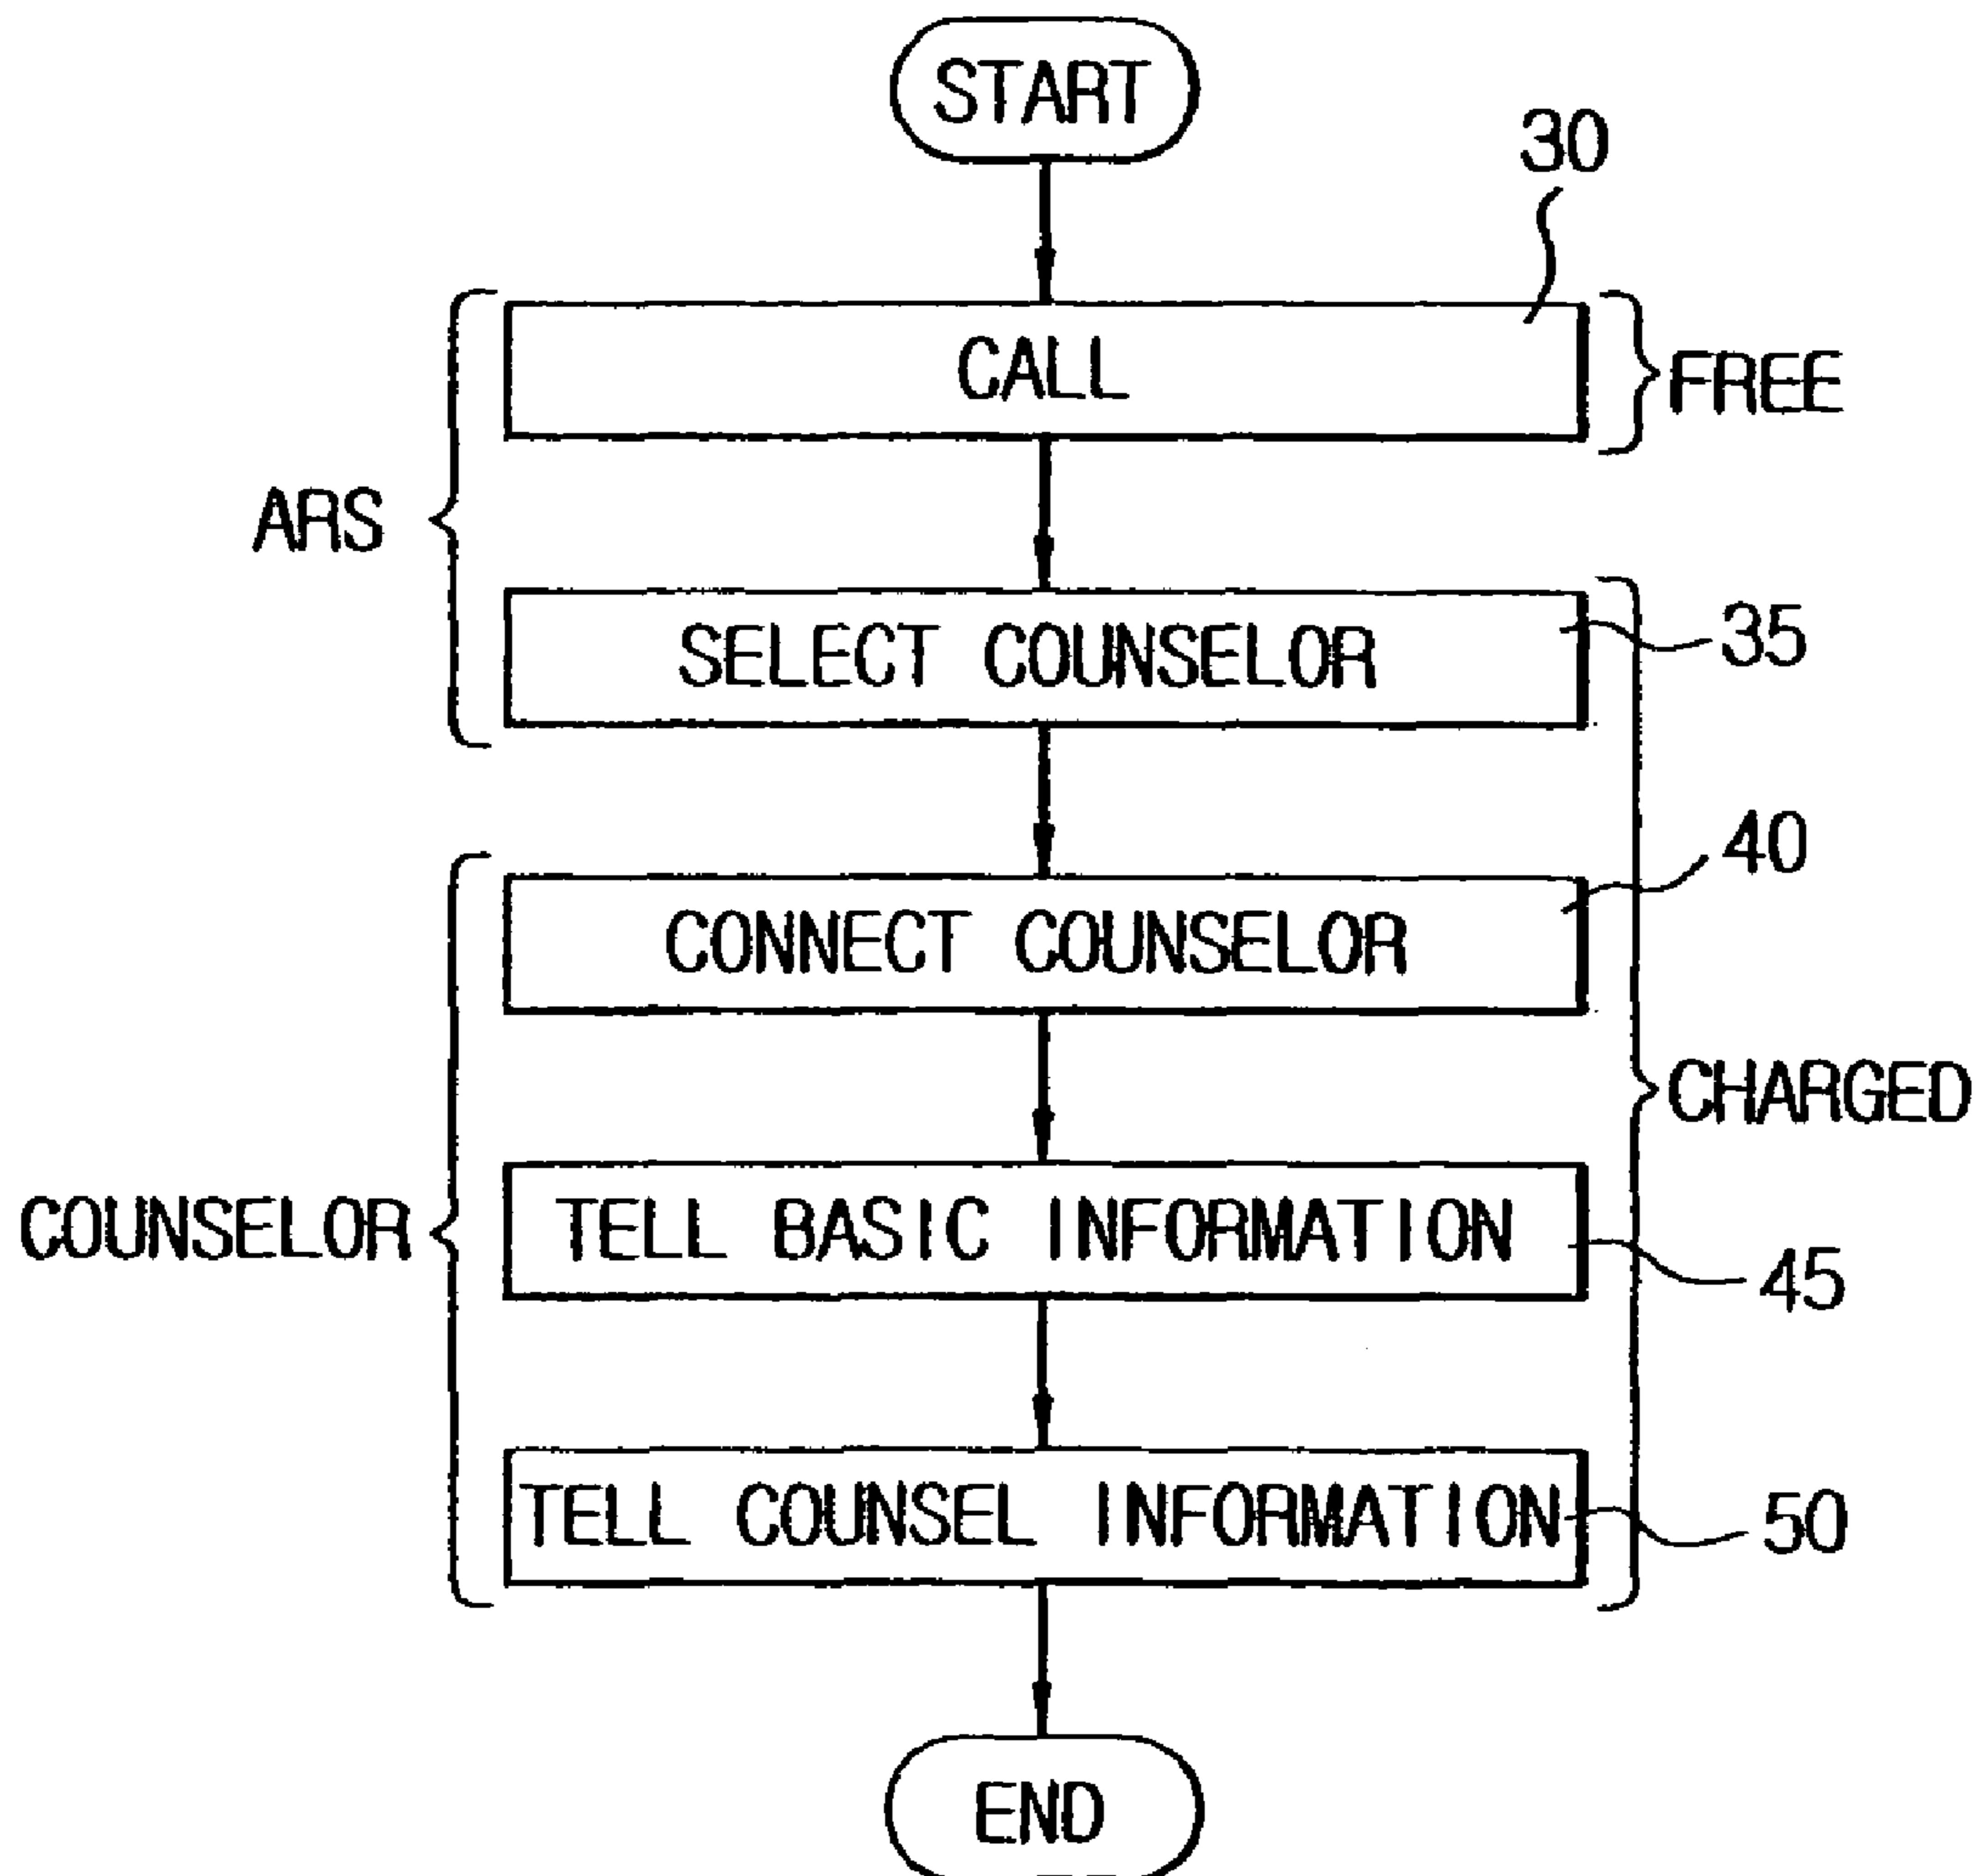 START
30
CALL
FREE
ARS
SELECT COUNSELOR
35
40
CONNECT COUNSELOR
CHARGED
COUNSELOR
TELL BASIC INFORMATION
45
TELL COUNSEL INFORMATION
50
END